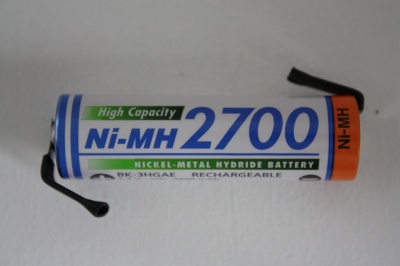 High Capacity
Ni-MH 2700
NICKEL-METAL HYDRIDE BATTERY
BK-3HGAE RECHARGEABLE
Ni-MH